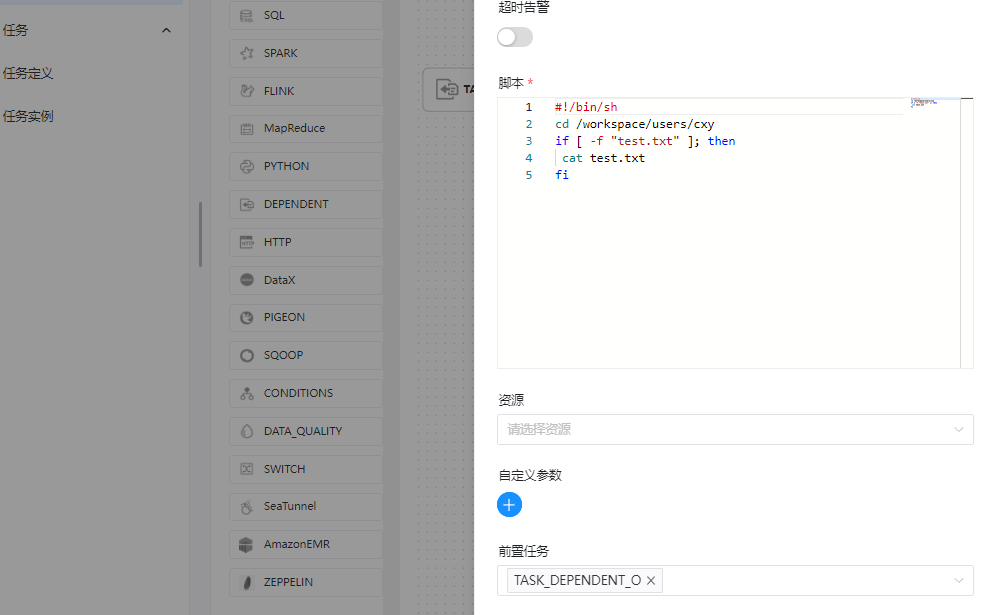 任务
任务定义
任务实例
SQL
SPARK
FLINK
MapReduce
PYTHON
DEPENDENT
HTTP
DataX
PIGEON
SQOOP
CONDITIONS
DATA_QUALITY
SWITCH
SeaTunnel
AmazonEMR
ZEPPELIN
TA
超时告警
脚本 *
1 #!/bin/sh
2 cd /workspace/users/cxy
3 if [ -f "test.txt" ]; then
4 cat test.txt
5 fi
资源
请选择资源
自定义参数
前置任务
TASK_DEPENDENT_O